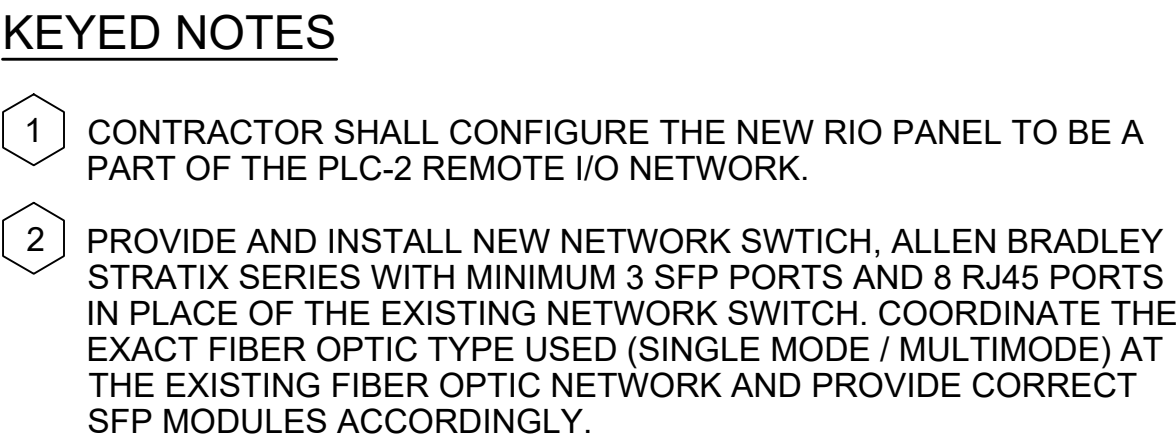 KEYED NOTES
1 CONTRACTOR SHALL CONFIGURE THE NEW RIO PANEL TO BE A
PART OF THE PLC-2 REMOTE I/O NETWORK.
2 PROVIDE AND INSTALL NEW NETWORK SWTICH, ALLEN BRADLEY
STRATIX SERIES WITH MINIMUM 3 SFP PORTS AND 8 RJ45 PORTS
IN PLACE OF THE EXISTING NETWORK SWITCH. COORDINATE THE
EXACT FIBER OPTIC TYPE USED (SINGLE MODE / MULTIMODE) AT
THE EXISTING FIBER OPTIC NETWORK AND PROVIDE CORRECT
SFP MODULES ACCORDINGLY.